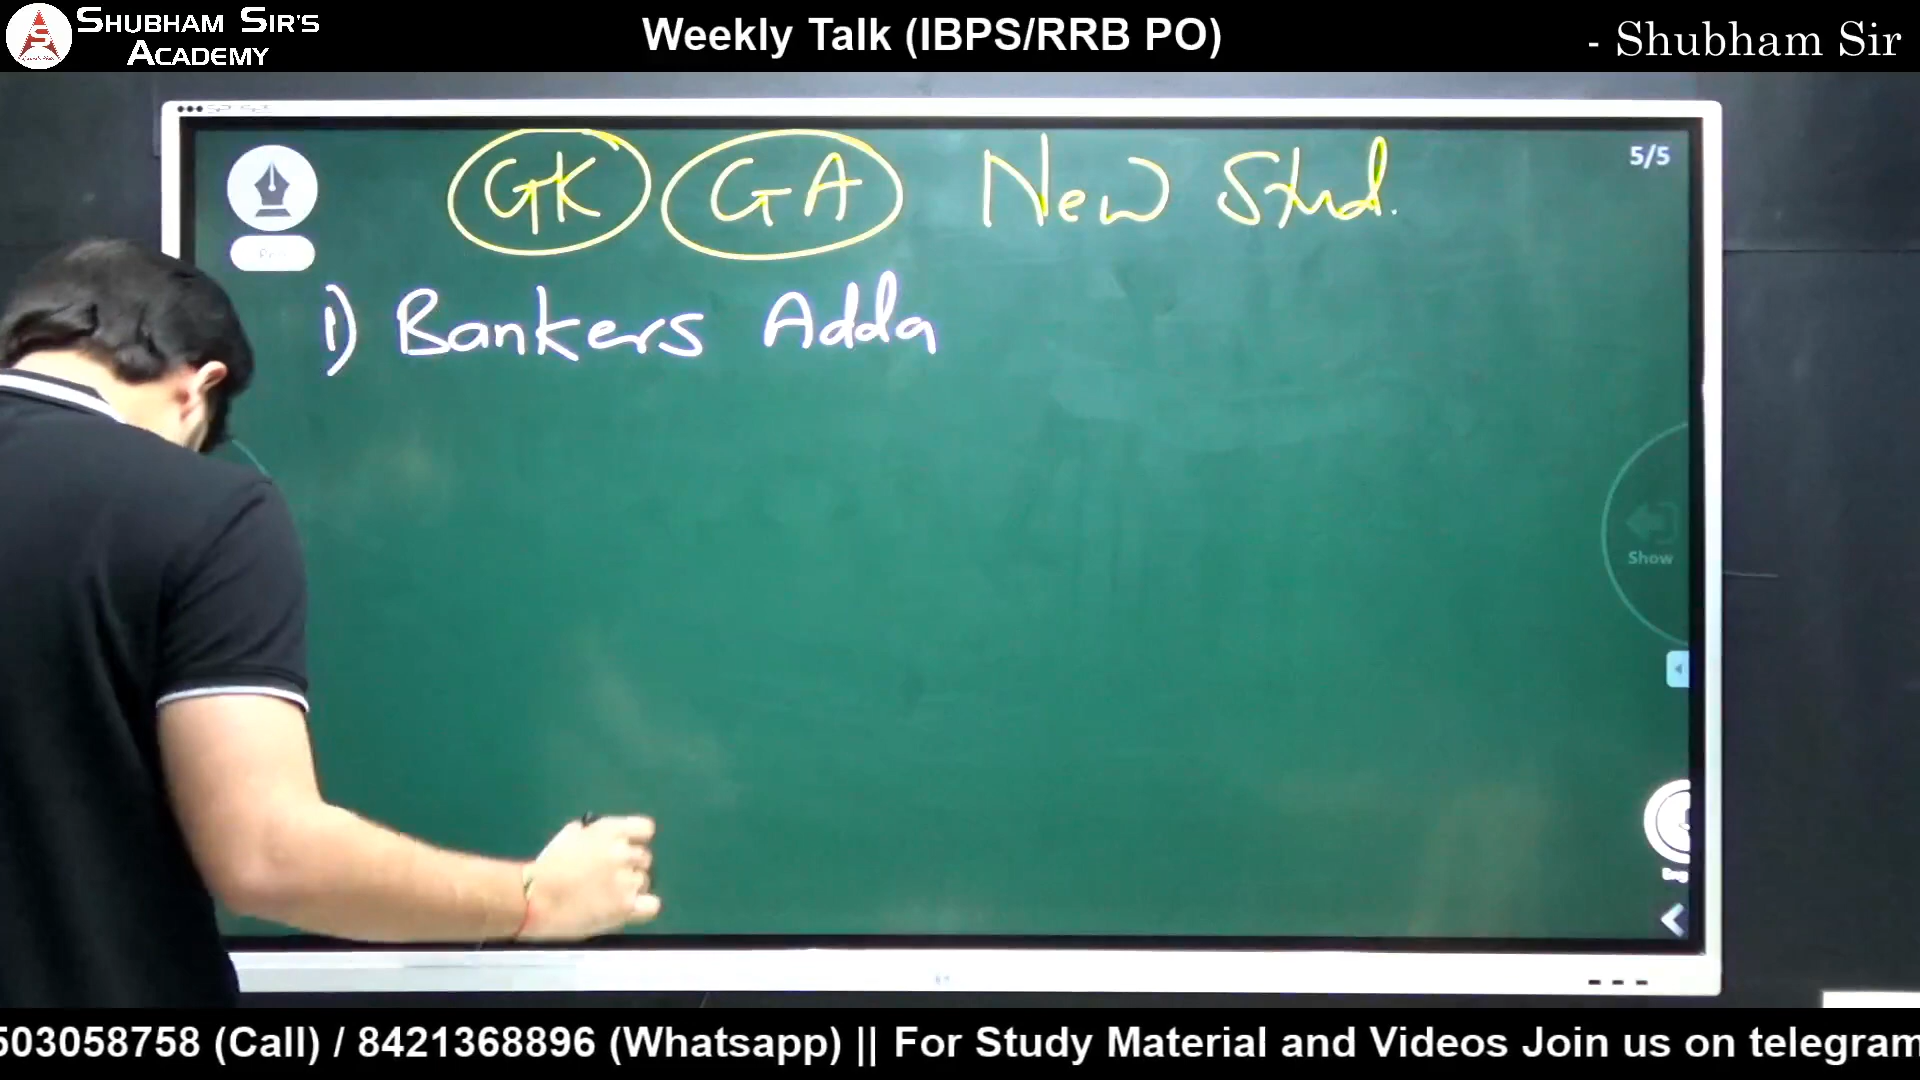 SHUBHAM SIR'S
ACADEMY
Weekly Talk (IBPS/RRB PO)
- Shubham Sir
GK GA New Stud.
5/5
1) Bankers Adda
Show
503058758 (Call) / 8421368896 (Whatsapp) || For Study Material and Videos Join us on telegram